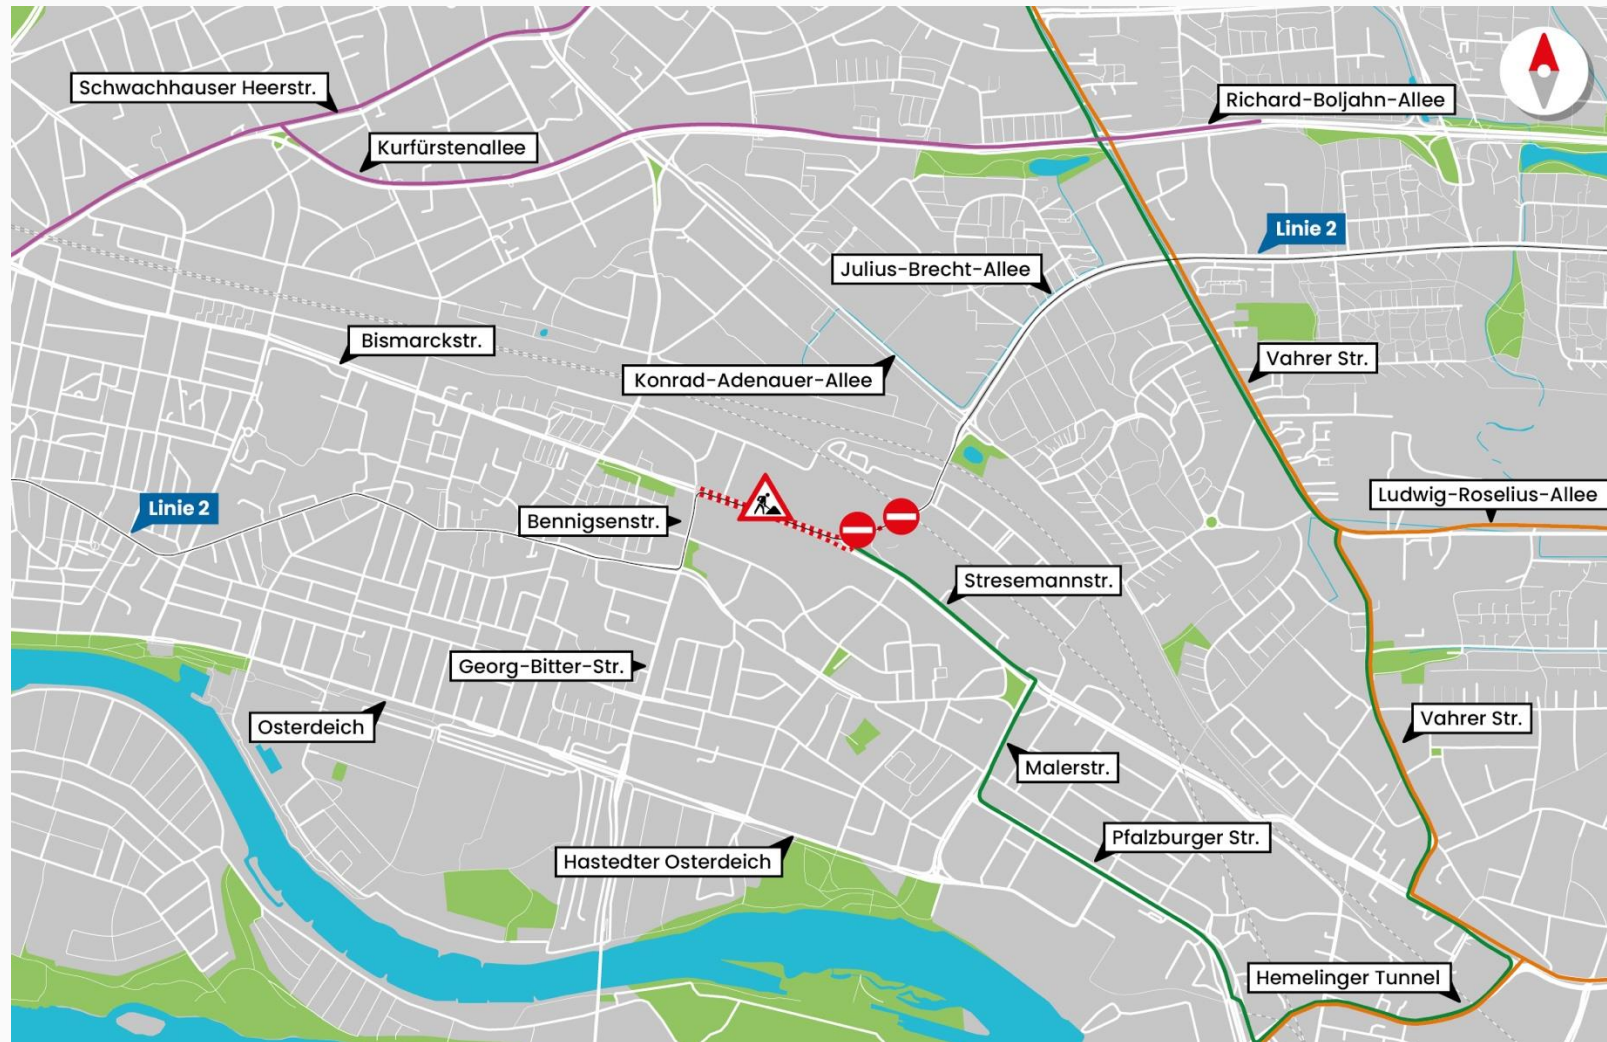 Schwachhauser Heerstr.
Richard-Boljahn-Allee
Kurfürstenallee
Linie 2
Julius-Brecht-Allee
Bismarckstr.
Vahrer Str.
Konrad-Adenauer-Allee
Ludwig-Roselius-Allee
Linie 2
Bennigsenstr.
Stresemannstr.
Georg-Bitter-Str.
Osterdeich
Vahrer Str.
Malerstr.
Pfalzburger Str.
Hastedter Osterdeich
Hemelinger Tunnel